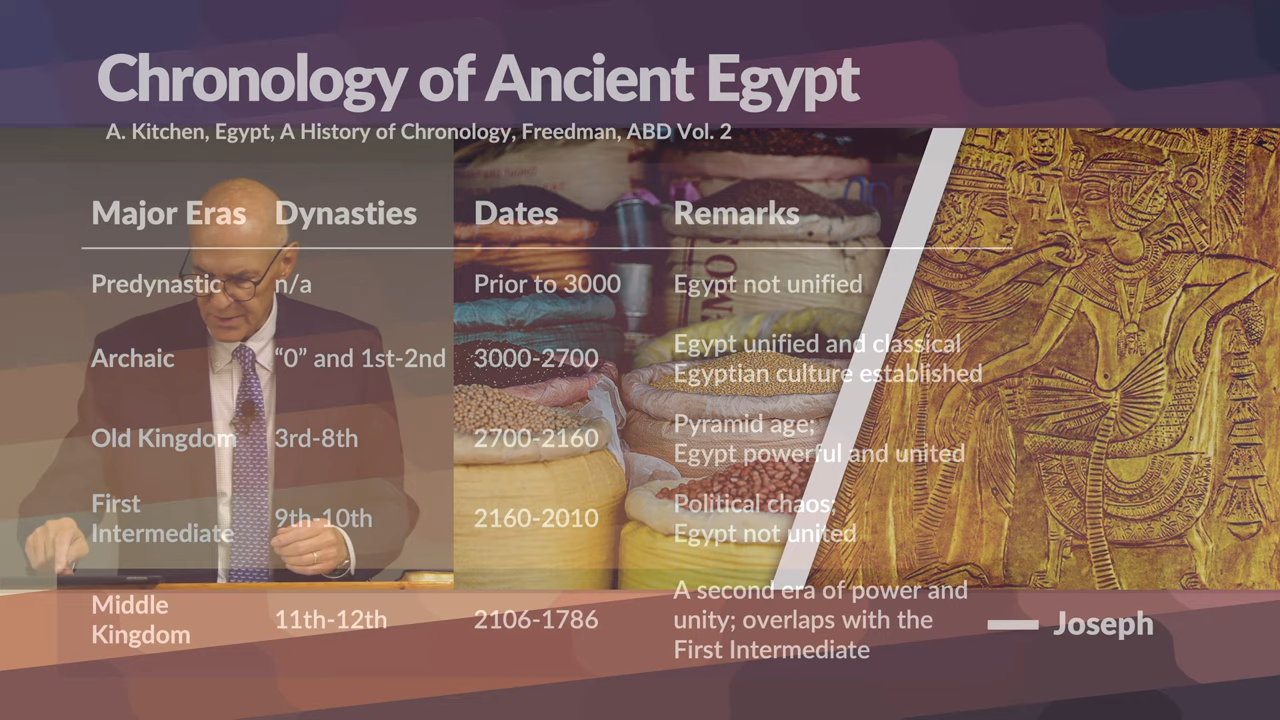 Chronology of Ancient Egypt
A. Kitchen, Egypt, A History of Chronology, Freedman, ABD Vol. 2
Major Eras Dynasties Dates Remarks
Predynastic n/a Prior to 3000 Egypt not unified
Archaic “0” and 1st-2nd 3000-2700 Egypt unified and classical
Egyptian culture established
Old Kingdom 3rd-8th 2700-2160 Pyramid age;
Egypt powerful and united
First
Intermediate 9th-10th 2160-2010 Political chaos;
Egypt not united
Middle
Kingdom 11th-12th 2106-1786 A second era of power and
unity; overlaps with the
First Intermediate
Joseph